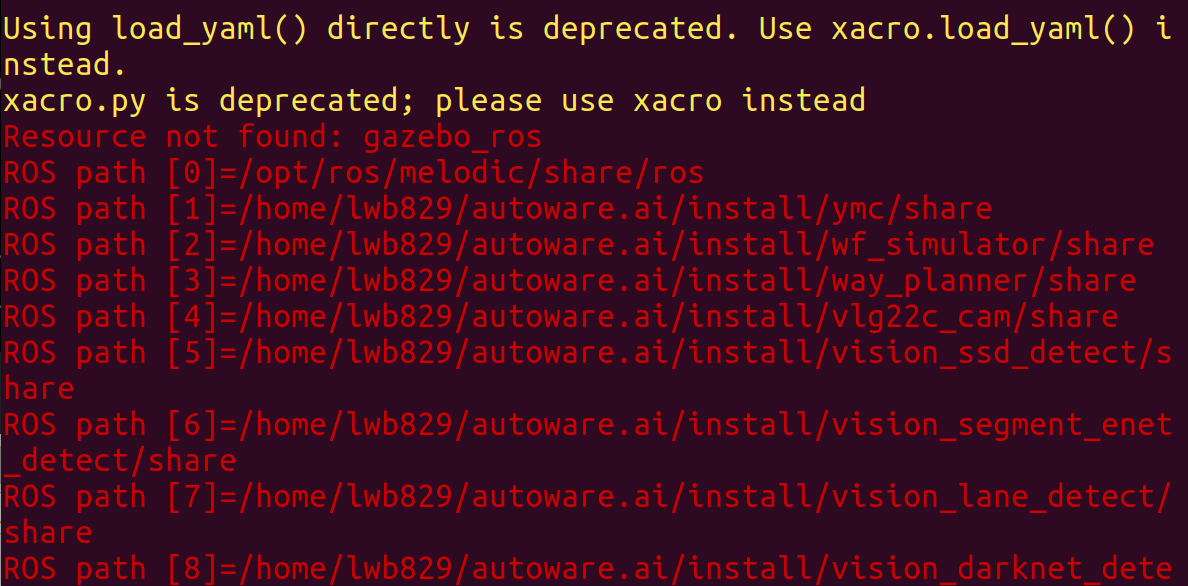 Using load_yaml() directly is deprecated. Use xacro.load_yaml() i
nstead.
xacro.py is deprecated; please use xacro instead
Resource not found: gazebo_ros
ROS path [0]=/opt/ros/melodic/share/ros
ROS path [1]=/home/lwb829/autoware.ai/install/ymc/share
ROS path [2]=/home/lwb829/autoware.ai/install/wf_simulator/share
ROS path [3]=/home/lwb829/autoware.ai/install/way_planner/share
ROS path [4]=/home/lwb829/autoware.ai/install/vlg22c_cam/share
ROS path [5]=/home/lwb829/autoware.ai/install/vision_ssd_detect/s
hare
ROS path [6]=/home/lwb829/autoware.ai/install/vision_segment_enet
_detect/share
ROS path [7]=/home/lwb829/autoware.ai/install/vision_lane_detect/
share
ROS path [8]=/home/lwb829/autoware.ai/install/vision_darknet_dete